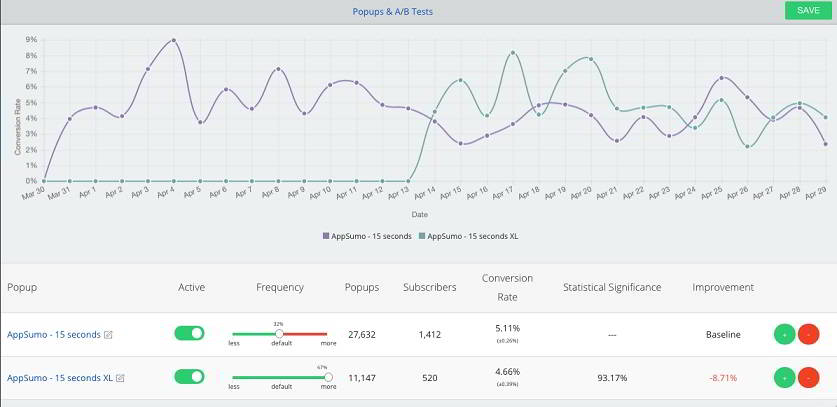 Popups & A/B Tests
SAVE
9%
8%
7%
6%
5%
4%
3%
2%
1%
0%
Conversion Rate
Mar 30 Mar 31 Apr 1 Apr 2 Apr 3 Apr 4 Apr 5 Apr 6 Apr 7 Apr 8 Apr 9 Apr 10 Apr 11 Apr 12 Apr 13 Apr 14 Apr 15 Apr 16 Apr 17 Apr 18 Apr 19 Apr 20 Apr 21 Apr 22 Apr 23 Apr 24 Apr 25 Apr 26 Apr 27 Apr 28 Apr 29
Date
AppSumo - 15 seconds AppSumo - 15 seconds XL
Popup Active Frequency Popups Subscribers Conversion Rate Statistical Significance Improvement
32%
AppSumo - 15 seconds 27,632 1,412 5.11% --- Baseline + -
less default more (±0.26%)
67%
AppSumo - 15 seconds XL 11,147 520 4.66% 93.17% -8.71% + -
less default more (±0.39%)